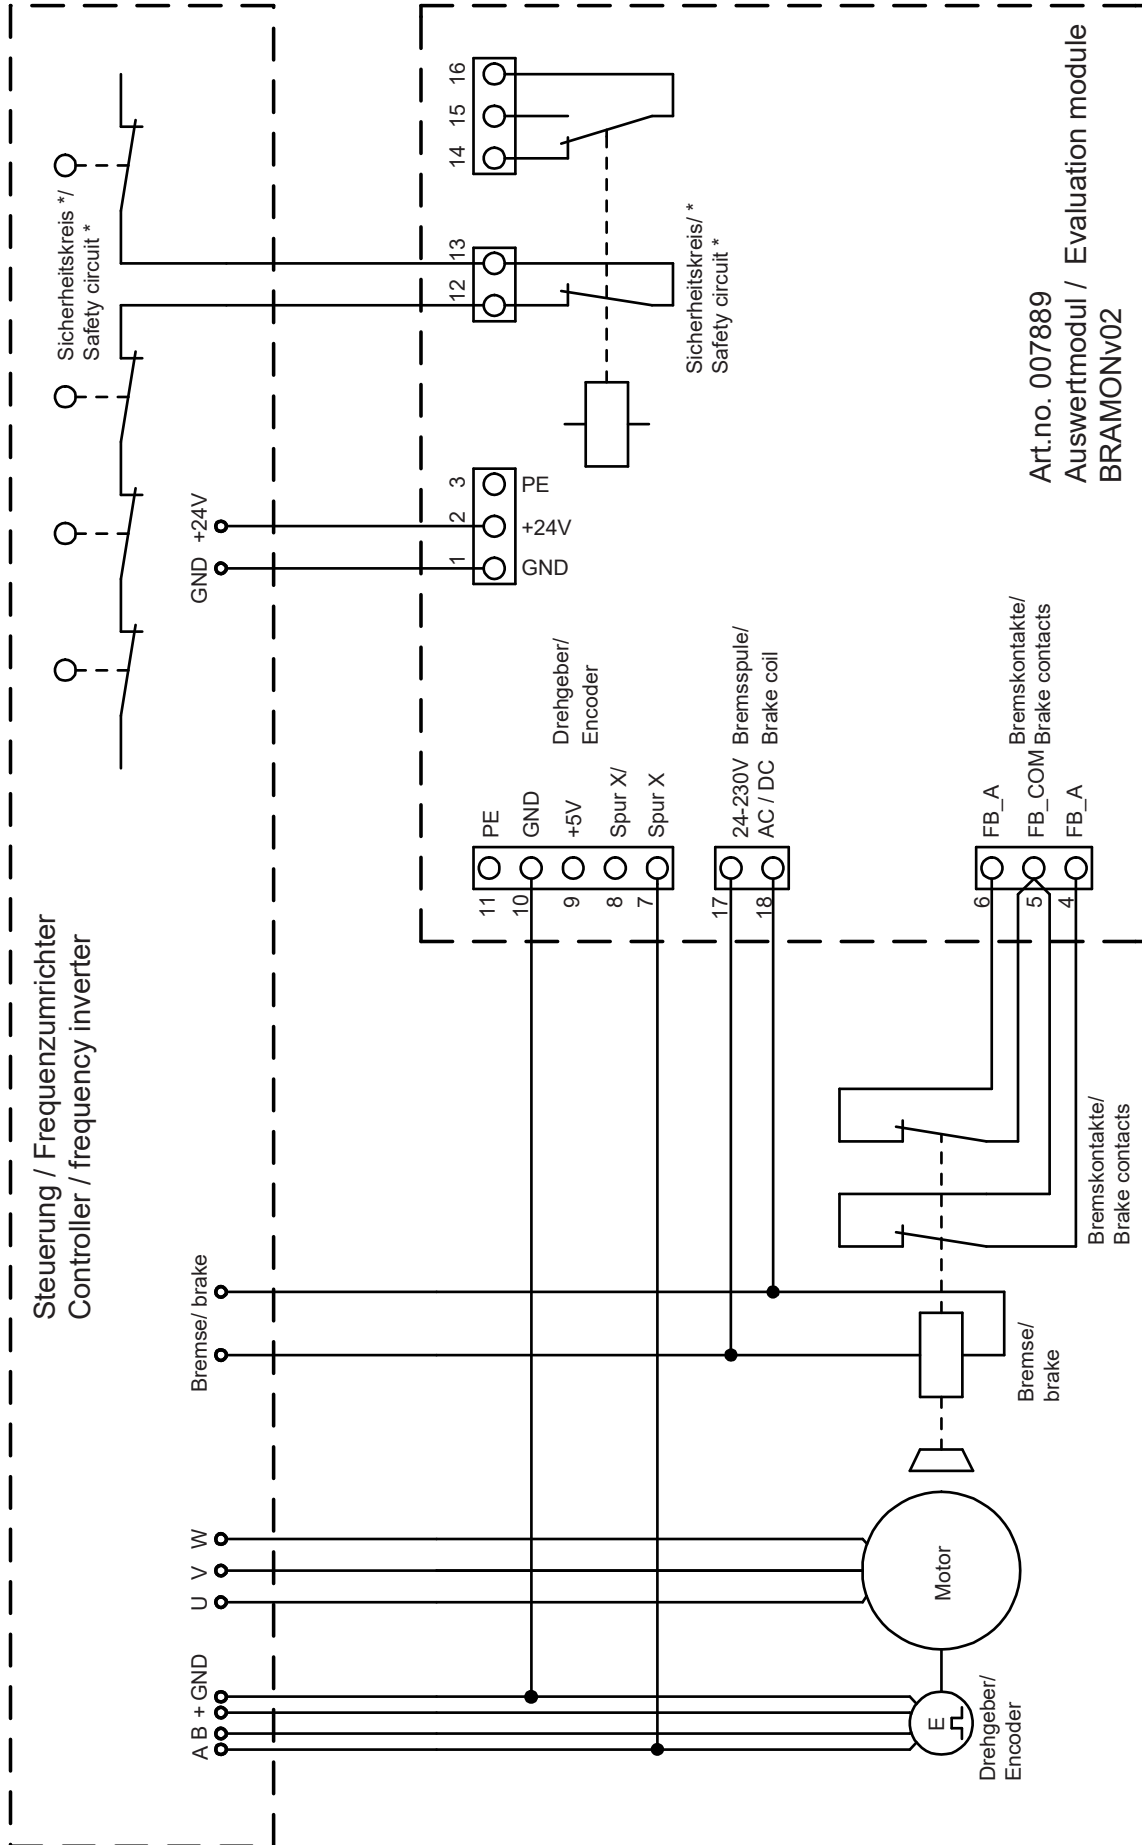 Steuerung / Frequenzumrichter
Controller / frequency inverter
A B + GND
U V W
Bremse/ brake
GND +24V
Sicherheitskreis */
Safety circuit *
11
10
9
8
7
PE
GND
+5V
Spur X/
Spur X
Drehgeber/
Encoder
1
2
3
GND
+24V
PE
12
13
14
15
16
Sicherheitskreis/ *
Safety circuit *
17
18
24-230V
AC / DC
Bremsspule/
Brake coil
6
5
4
FB_A
FB_COM
FB_A
Bremskontakte/
Brake contacts
Art.no. 007889
Auswertmodul / Evaluation module
BRAMONv02
E
Drehgeber/
Encoder
Motor
Bremse/
brake
Bremskontakte/
Brake contacts